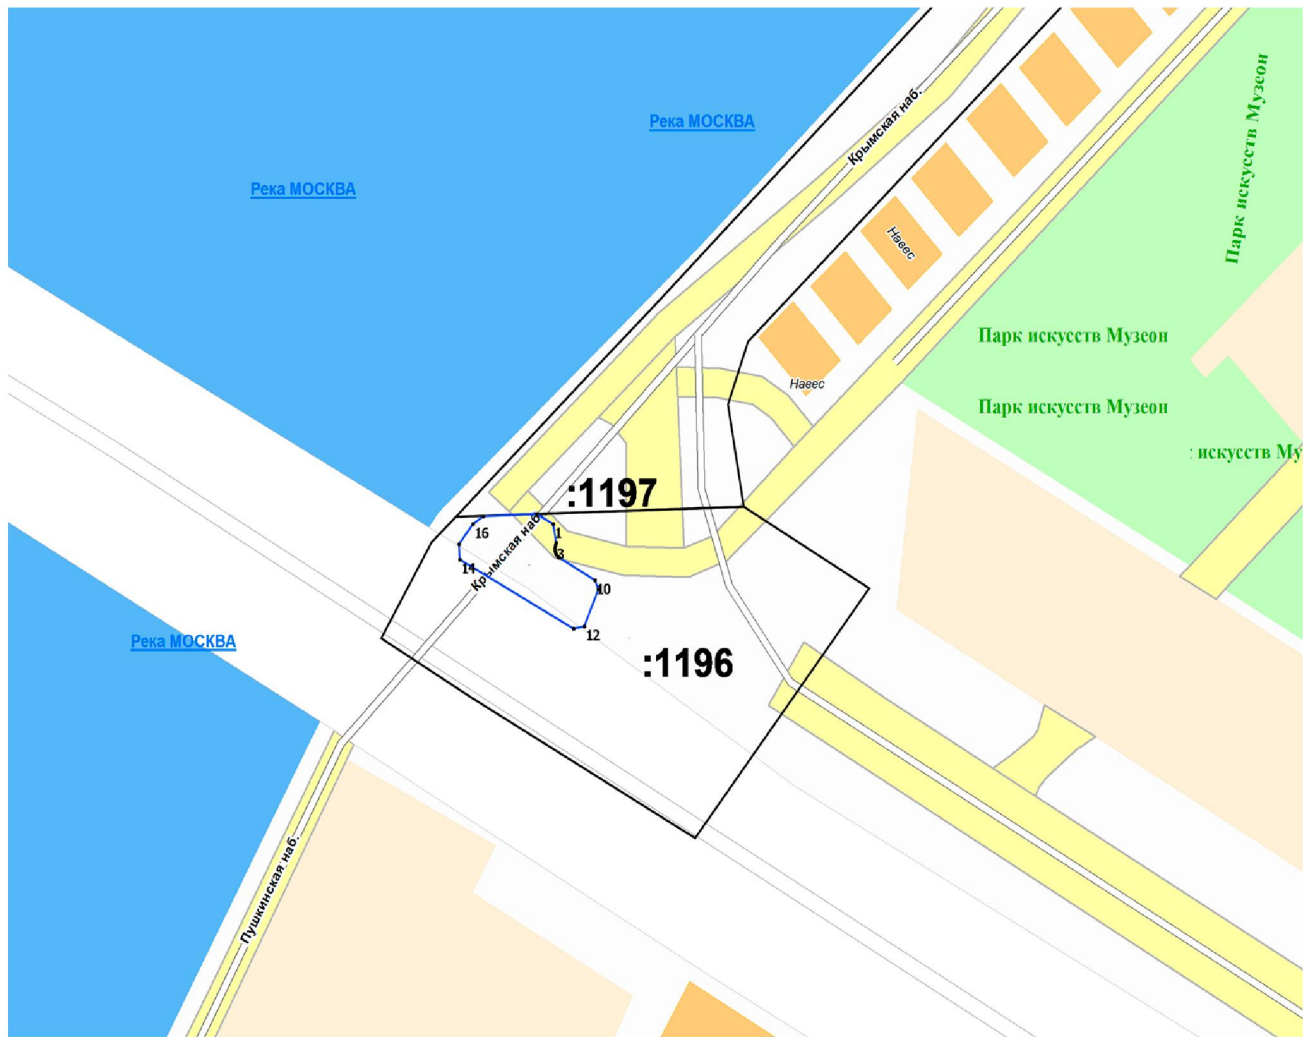 Река МОСКВА
Река МОСКВА
Крымская наб.
Парк искусств Музеон
Навес
Парк искусств Музеон
Навес
Парк искусств Музеон
искусств Му
:1197
1
16
3
Крымская наб.
14
10
12
Река МОСКВА
:1196
Пушкинская наб.